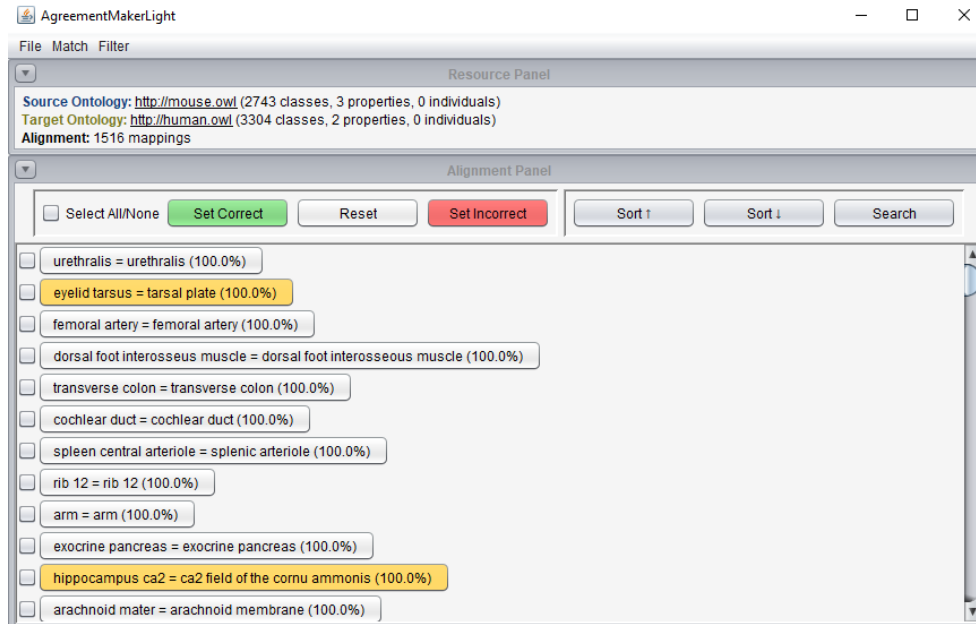 AgreementMakerLight
File Match Filter
Resource Panel
Source Ontology: http://mouse.owl (2743 classes, 3 properties, 0 individuals)
Target Ontology: http://human.owl (3304 classes, 2 properties, 0 individuals)
Alignment: 1516 mappings
Alignment Panel
Select All/None Set Correct Reset Set Incorrect Sort ↑ Sort ↓ Search
urethralis = urethralis (100.0%)
eyelid tarsus = tarsal plate (100.0%)
femoral artery = femoral artery (100.0%)
dorsal foot interosseus muscle = dorsal foot interosseous muscle (100.0%)
transverse colon = transverse colon (100.0%)
cochlear duct = cochlear duct (100.0%)
spleen central arteriole = splenic arteriole (100.0%)
rib 12 = rib 12 (100.0%)
arm = arm (100.0%)
exocrine pancreas = exocrine pancreas (100.0%)
hippocampus ca2 = ca2 field of the cornu ammonis (100.0%)
arachnoid mater = arachnoid membrane (100.0%)